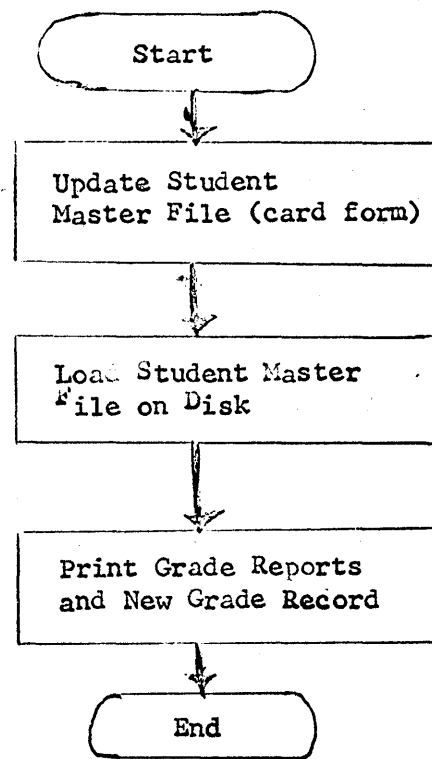 Start
Update Student
Master File (card form)
Load Student Master
File on Disk
Print Grade Reports
and New Grade Record
End